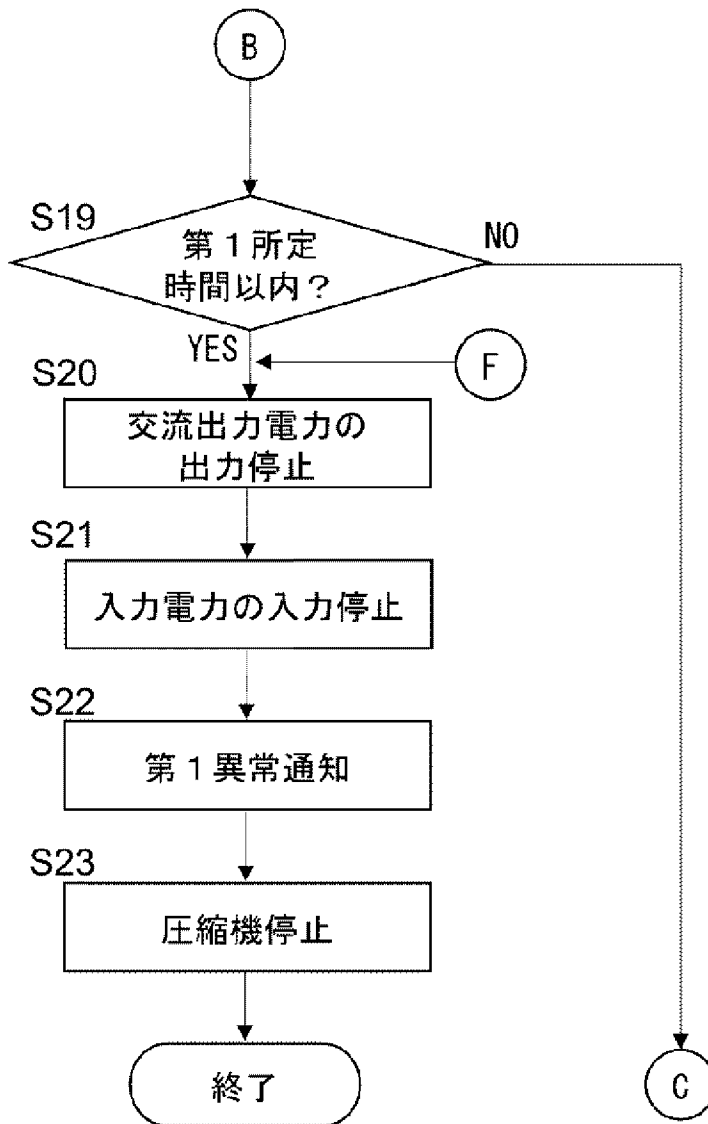 B
S19
第１所定
時間以内？
NO
YES
F
S20
交流出力電力の
出力停止
S21
入力電力の入力停止
S22
第１異常通知
S23
圧縮機停止
終了
C